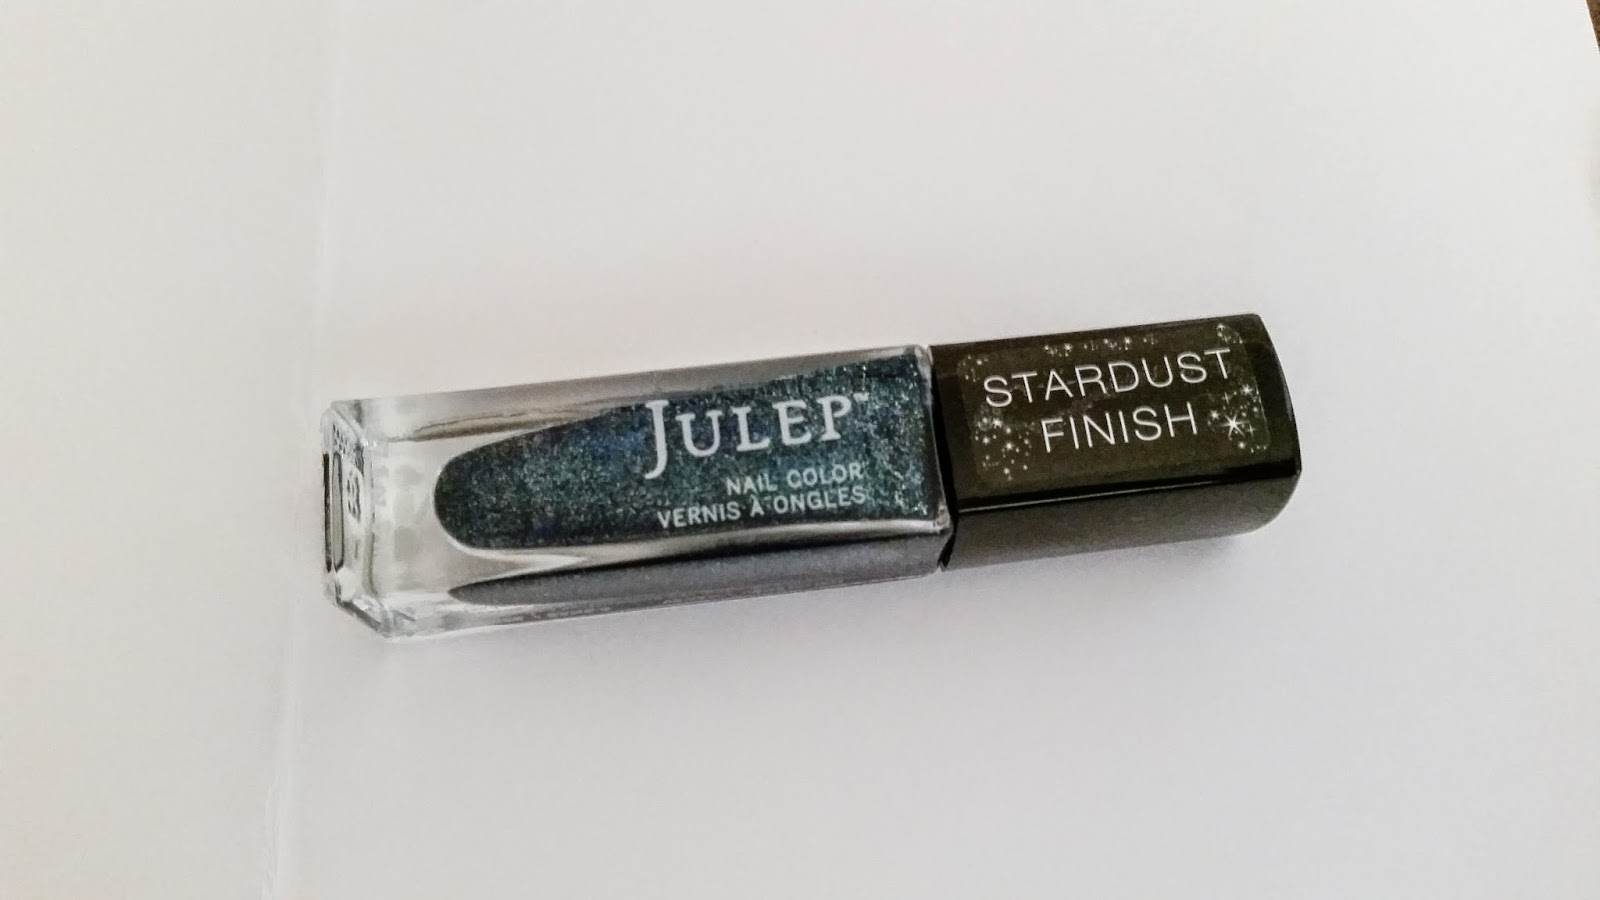 JULEP™
NAIL COLOR
VERNIS À ONGLES
STARDUST
FINISH